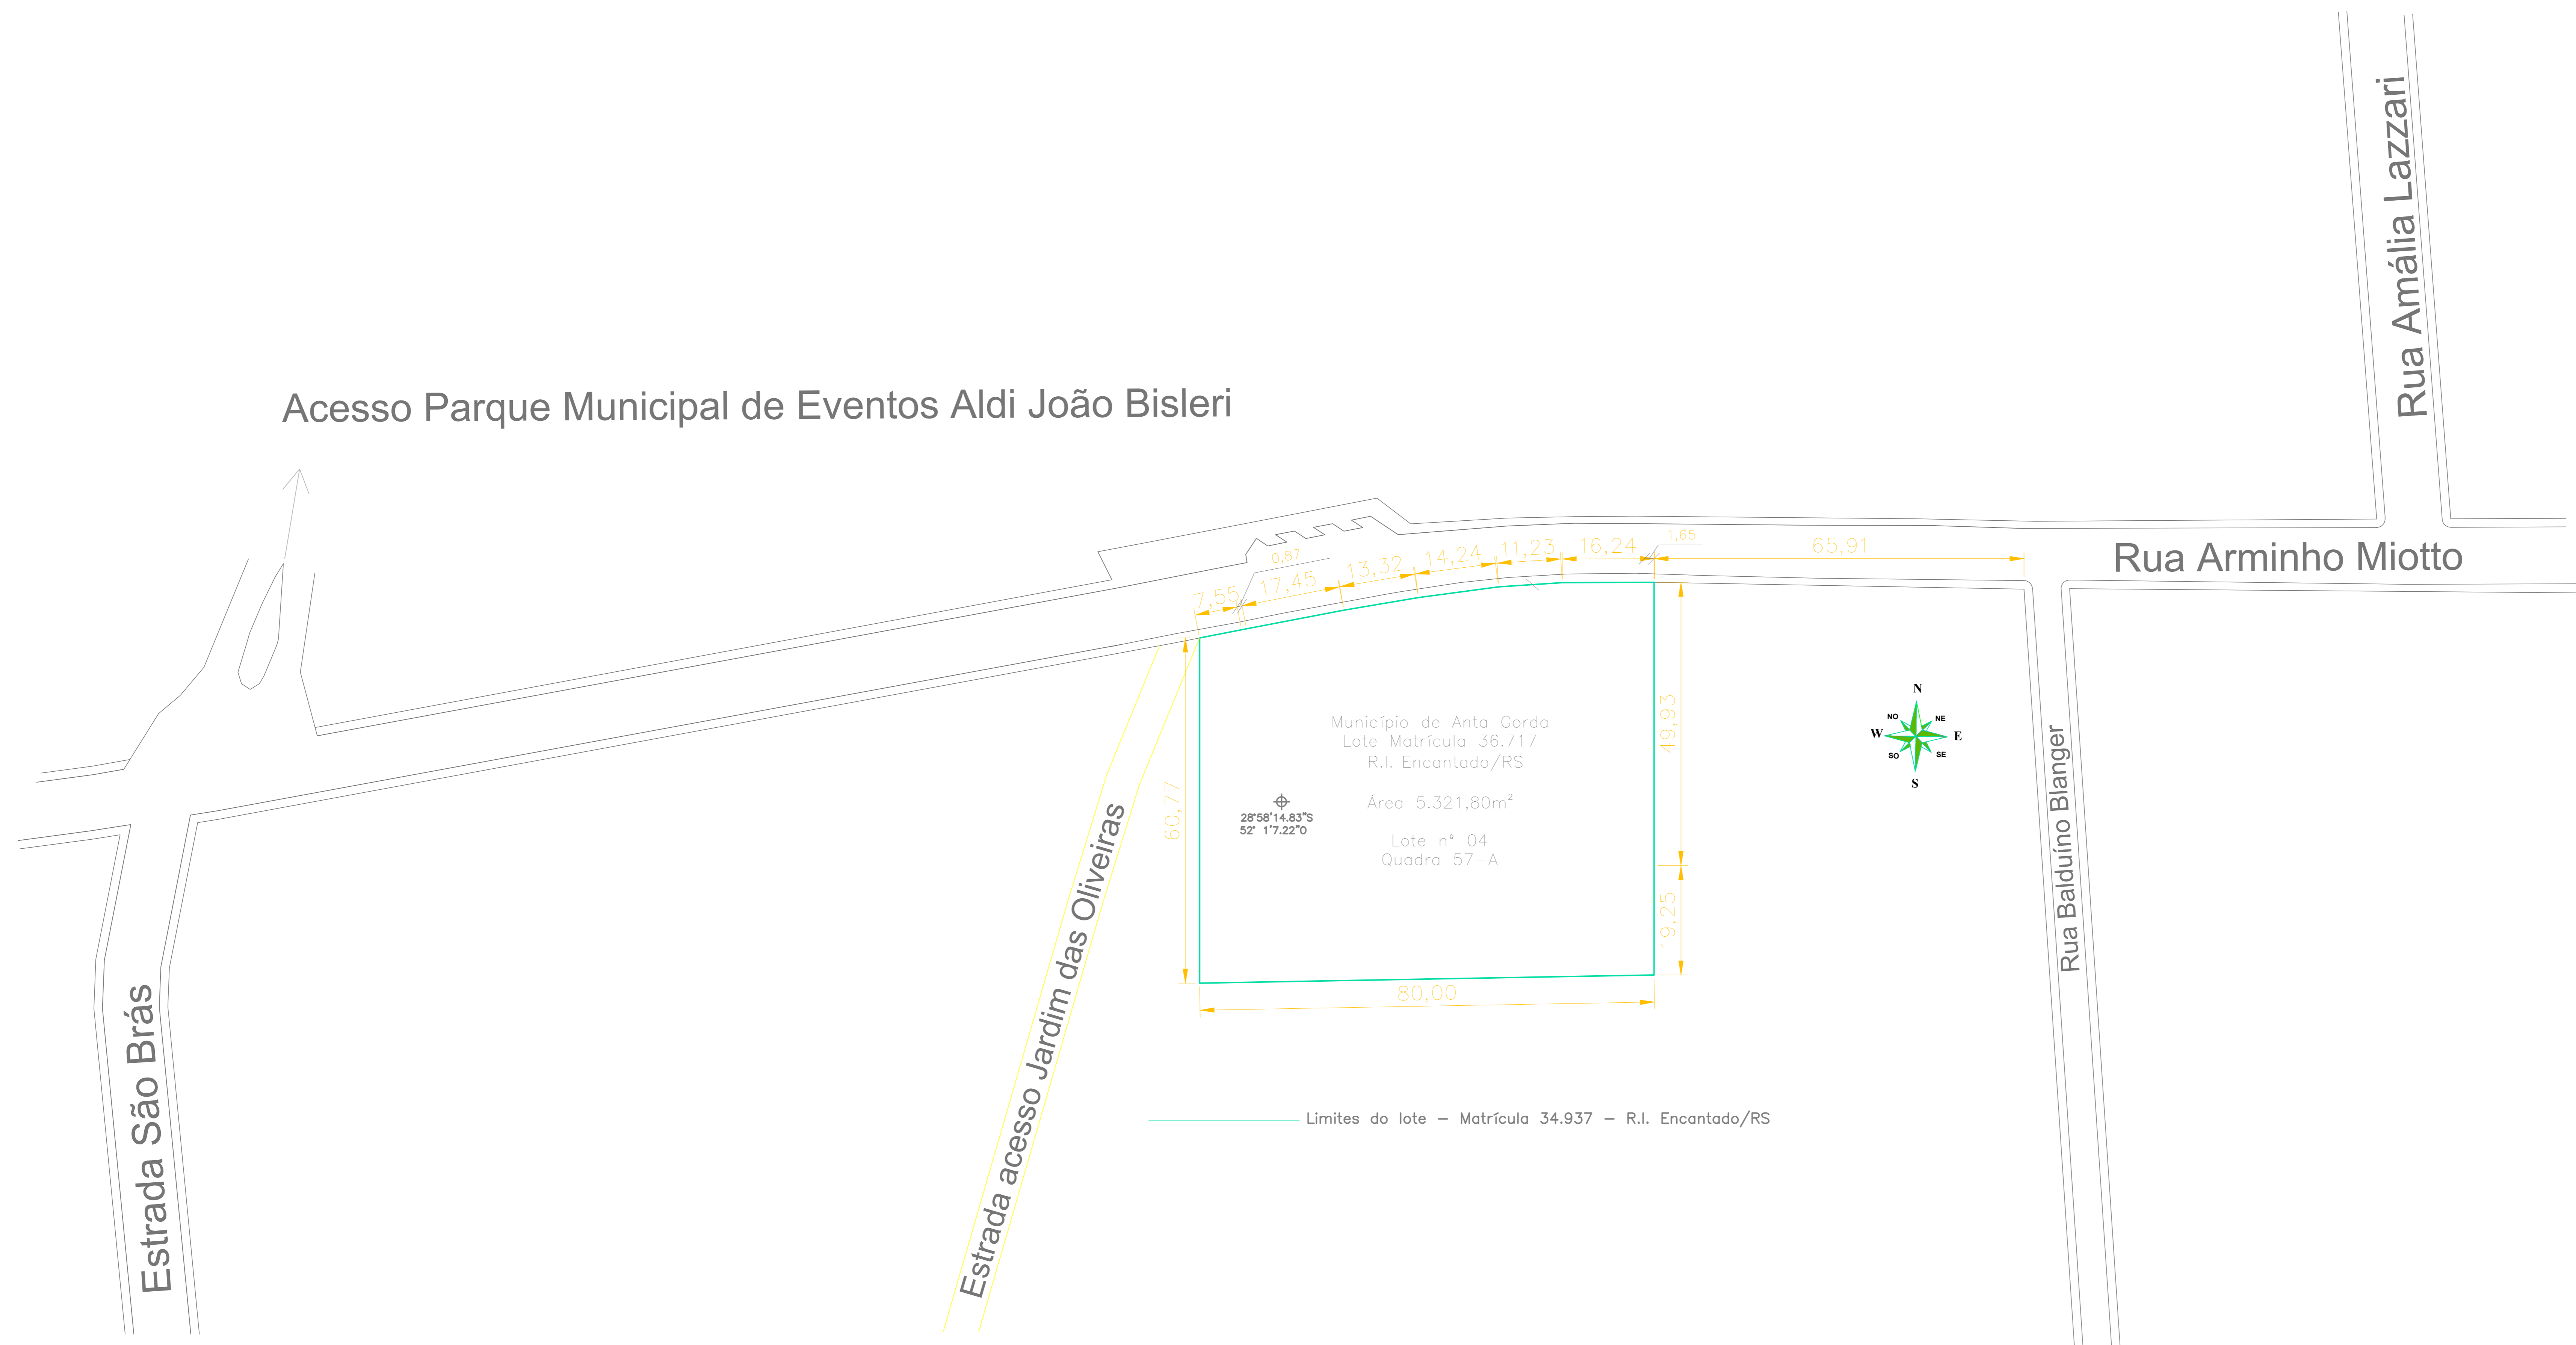 Rua Amália Lazzari
Acesso Parque Municipal de Eventos Aldi João Bisleri
Rua Arminho Miotto
7,55
0,87
17,45
13,32
14,24
11,23
16,24
1,65
65,91
Município de Anta Gorda
Lote Matrícula 36.717
R.I. Encantado/RS
Área 5.321,80m²
Lote nº 04
Quadra 57-A
28°58'14.83"S
52° 1'7.22"O
60,77
49,93
19,25
80,00
N
NO
NE
W
E
SO
SE
S
Rua Balduíno Blanger
Estrada acesso Jardim das Oliveiras
Estrada São Brás
Limites do lote - Matrícula 34.937 - R.I. Encantado/RS